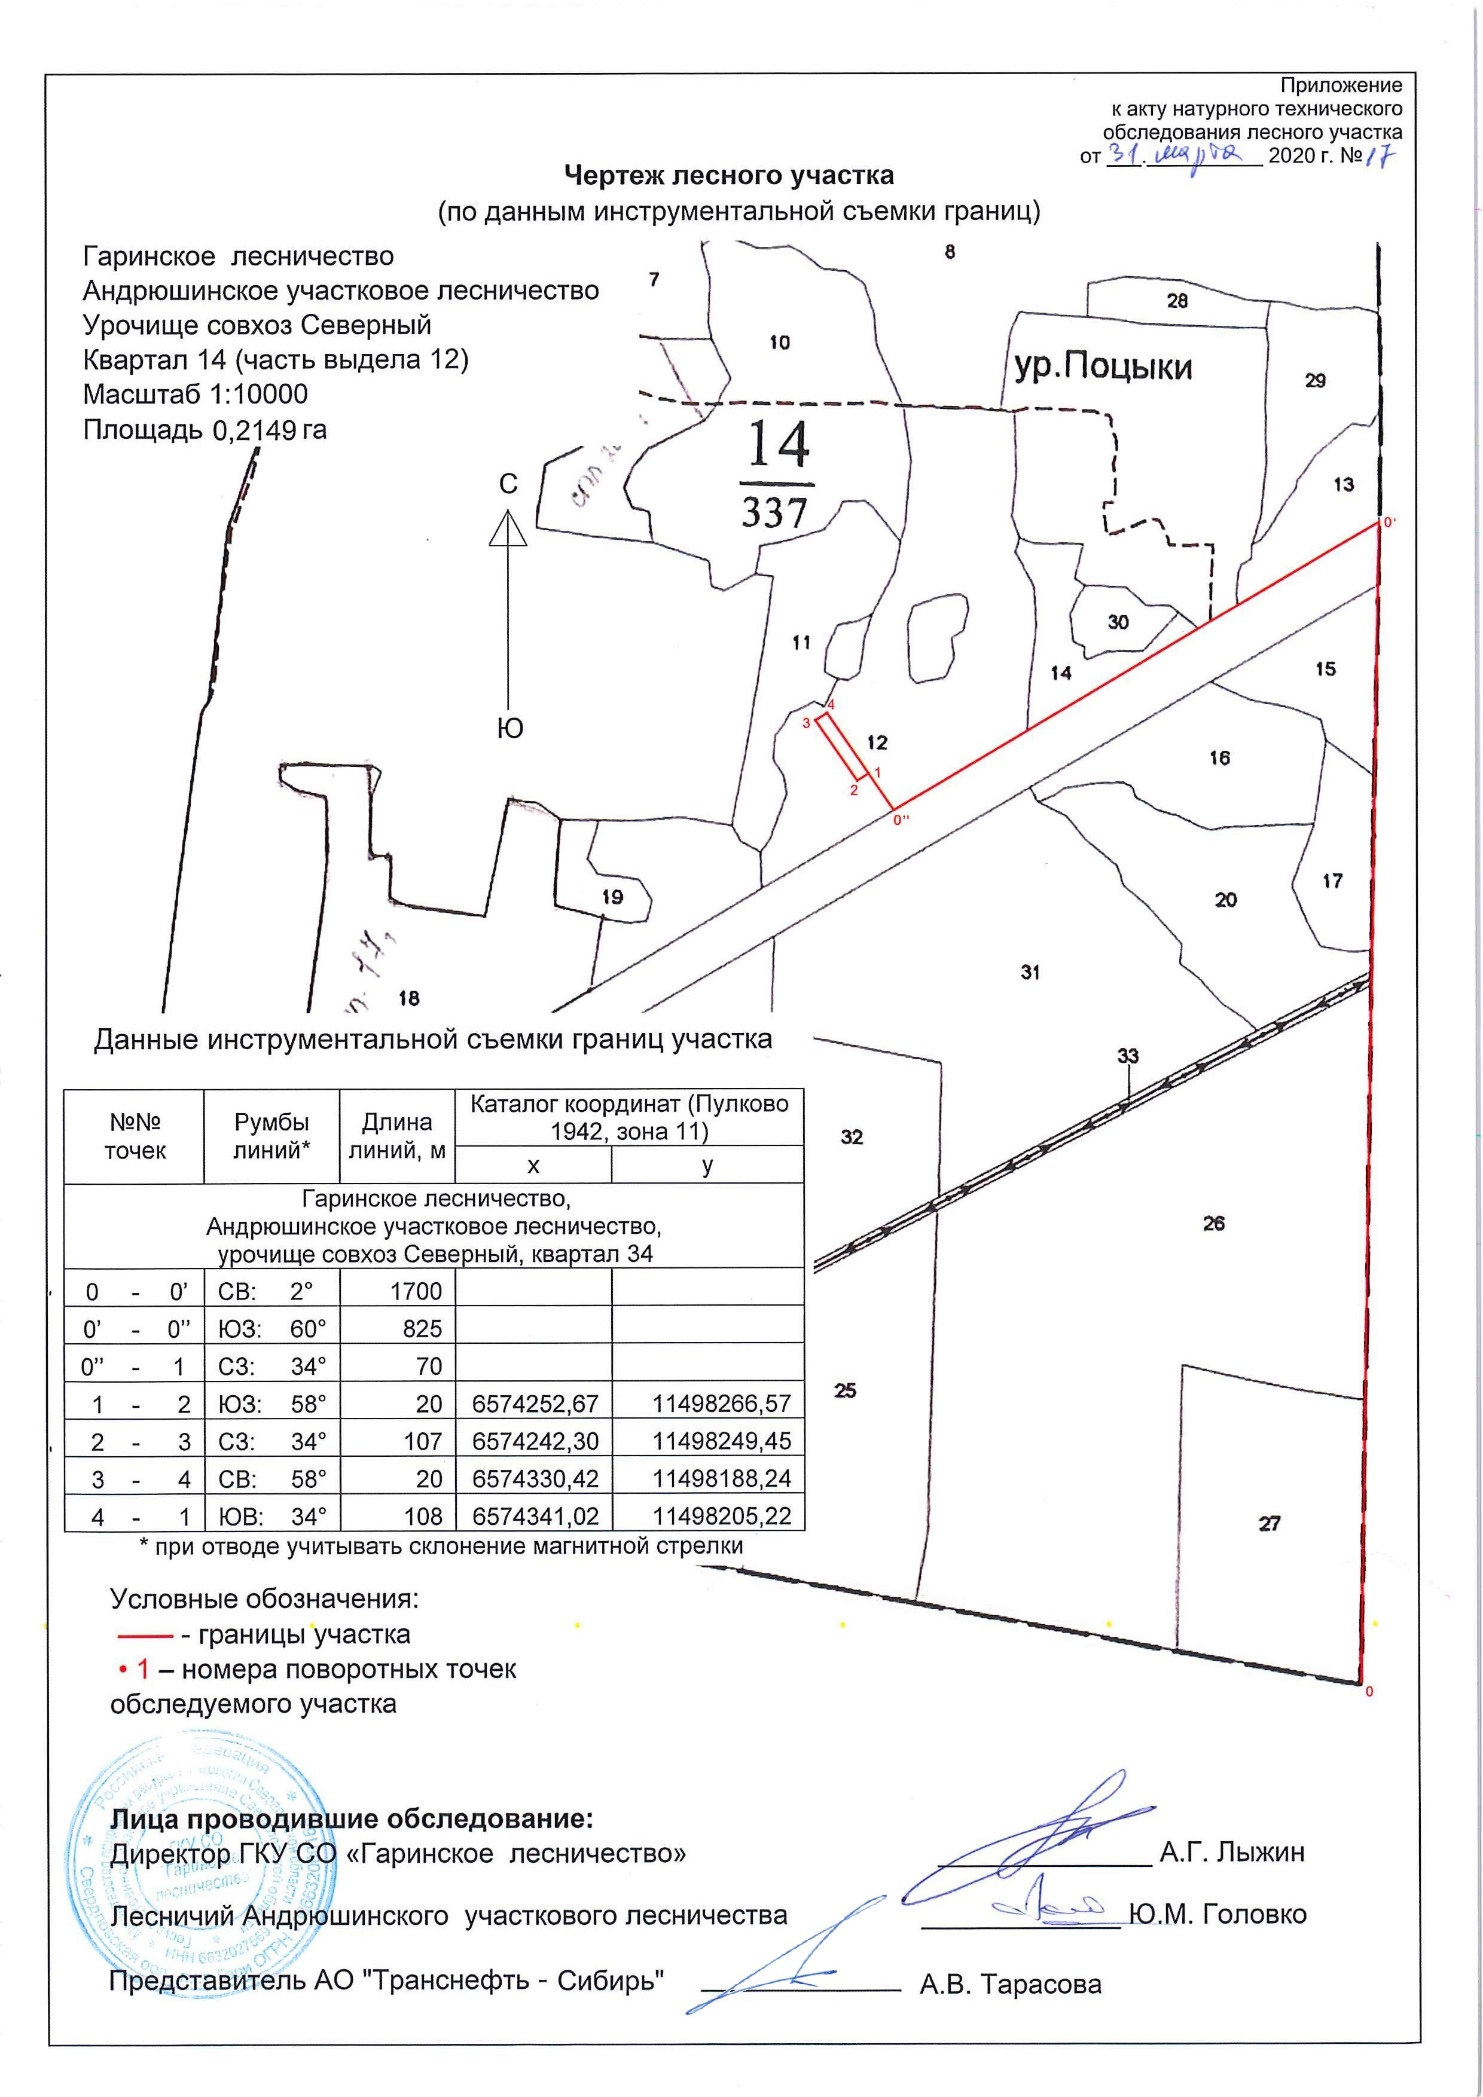 Приложение
к акту натурного технического
обследования лесного участка
от 31. марта 2020 г. №17
Чертеж лесного участка
(по данным инструментальной съемки границ)
Гаринское лесничество
Андрюшинское участковое лесничество
Урочище совхоз Северный
Квартал 14 (часть выдела 12)
Масштаб 1:10000
Площадь 0,2149 га
8
7
28
10
ур.Поцыки
29
14
337
13
С
0'
30
11
14
15
4
3
Ю
12
16
1
2
0''
17
19
20
31
18
33
32
26
25
27
0
Данные инструментальной съемки границ участка
№№ точек Румбы линий* Длина линий, м Каталог координат (Пулково 1942, зона 11)
х у
Гаринское лесничество,
Андрюшинское участковое лесничество,
урочище совхоз Северный, квартал 34
0 - 0' СВ: 2° 1700
0' - 0'' ЮЗ: 60° 825
0'' - 1 СЗ: 34° 70
1 - 2 ЮЗ: 58° 20 6574252,67 11498266,57
2 - 3 СЗ: 34° 107 6574242,30 11498249,45
3 - 4 СВ: 58° 20 6574330,42 11498188,24
4 - 1 ЮВ: 34° 108 6574341,02 11498205,22
* при отводе учитывать склонение магнитной стрелки
Условные обозначения:
- границы участка
• 1 – номера поворотных точек
обследуемого участка
Лица проводившие обследование:
Директор ГКУ СО «Гаринское лесничество» А.Г. Лыжин
Лесничий Андрюшинского участкового лесничества Ю.М. Головко
Представитель АО "Транснефть - Сибирь" А.В. Тарасова